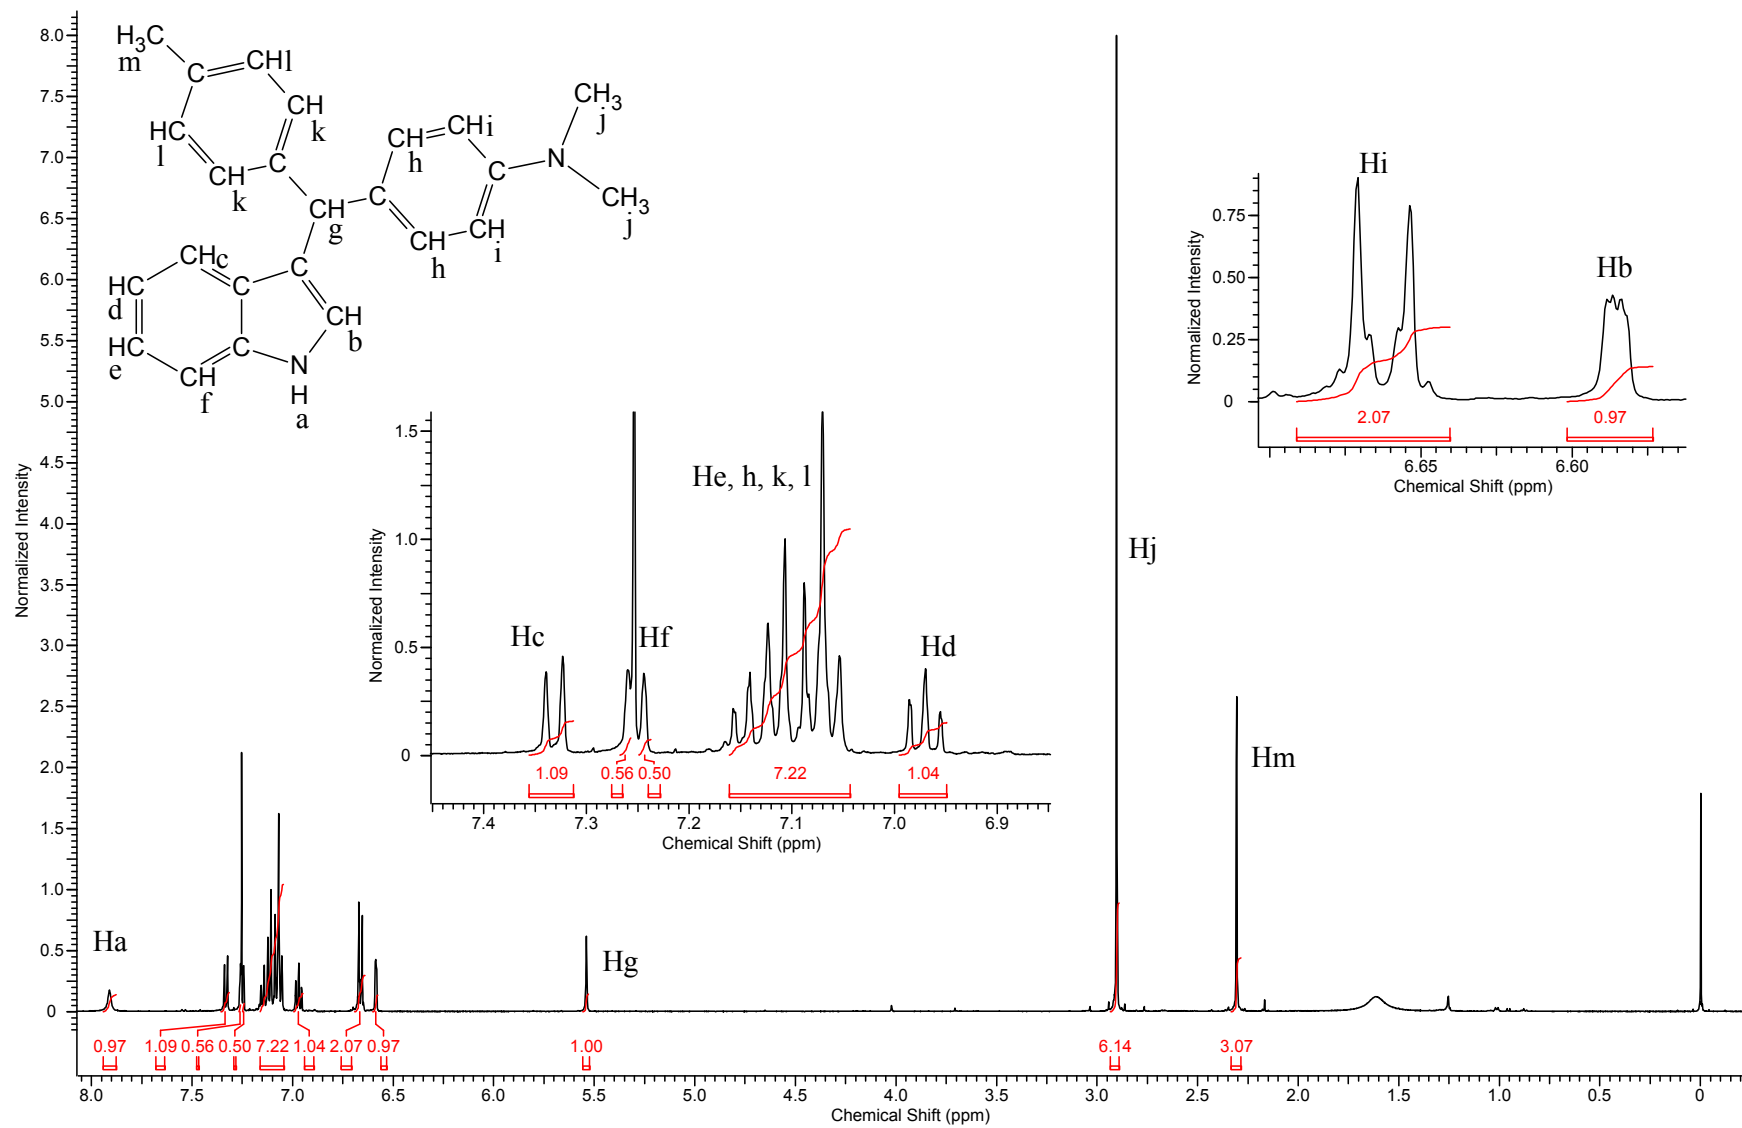 H3C
m
C
CH
l
CH
k
HC
l
CH
k
C
CH
g
C
CH
h
CH
i
C
N
CH3
j
CH3
j
CH
i
CH
h
CH
c
HC
d
HC
e
CH
f
C
C
C
CH
b
N
H
a
Normalized Intensity
8.0
7.5
7.0
6.5
6.0
5.5
5.0
4.5
4.0
3.5
3.0
2.5
2.0
1.5
1.0
0.5
0
Ha
Hg
Hj
Hm
0.97
1.09
0.56
0.50
7.22
1.04
2.07
0.97
1.00
6.14
3.07
8.0 7.5 7.0 6.5 6.0 5.5 5.0 4.5 4.0 3.5 3.0 2.5 2.0 1.5 1.0 0.5 0
Chemical Shift (ppm)
Normalized Intensity
1.5
1.0
0.5
0
Hc
Hf
He, h, k, l
Hd
1.09 0.56 0.50 7.22 1.04
7.4 7.3 7.2 7.1 7.0 6.9
Chemical Shift (ppm)
Normalized Intensity
0.75
0.50
0.25
0
Hi
Hb
2.07 0.97
6.65 6.60
Chemical Shift (ppm)